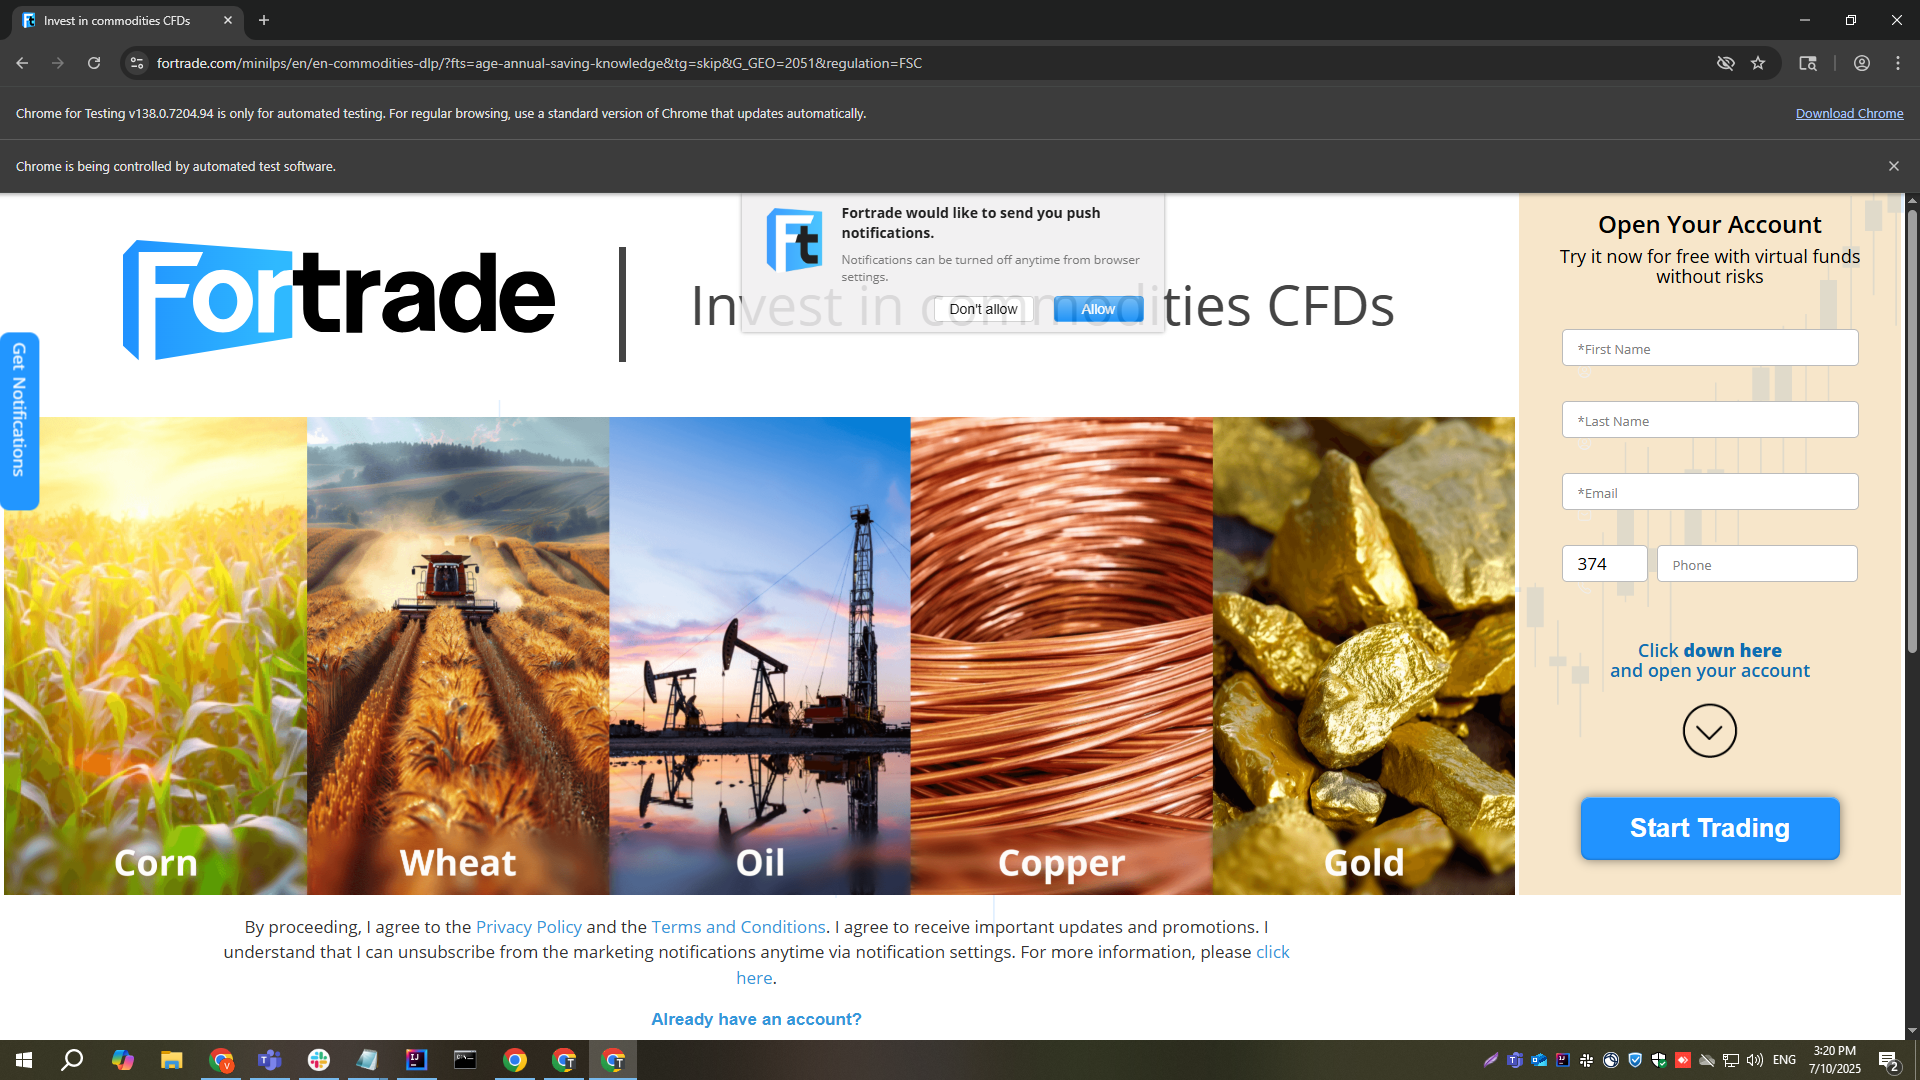 Invest in commodities CFDs
fortrade.com/minilps/en/en-commodities-dlp/?fts=age-annual-saving-knowledge&tg=skip&G_GEO=2051&regulation=FSC
Chrome for Testing v138.0.7204.94 is only for automated testing. For regular browsing, use a standard version of Chrome that updates automatically.
Download Chrome
Chrome is being controlled by automated test software.
Fortrade would like to send you push
notifications.
Notifications can be turned off anytime from browser
settings.
Don't allow
Allow
Fortrade
Invest in commodities CFDs
Get Notifications
Corn
Wheat
Oil
Copper
Gold
Open Your Account
Try it now for free with virtual funds
without risks
*First Name
*Last Name
*Email
374
Phone
Click down here
and open your account
Start Trading
By proceeding, I agree to the Privacy Policy and the Terms and Conditions. I agree to receive important updates and promotions. I
understand that I can unsubscribe from the marketing notifications anytime via notification settings. For more information, please click
here.
Already have an account?
ENG
3:20 PM
7/10/2025
2